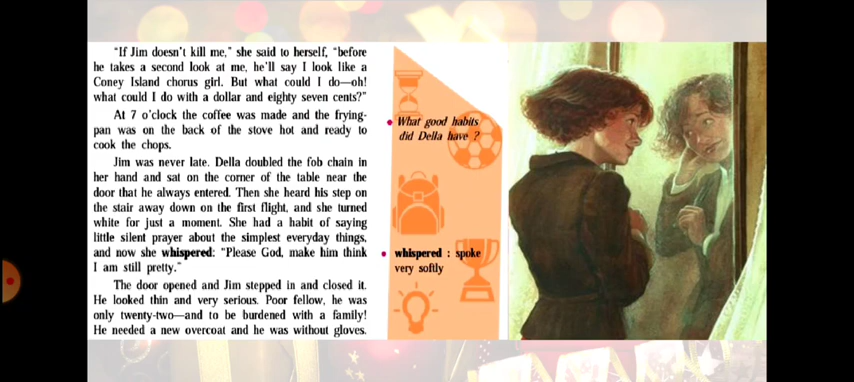 "If Jim doesn't kill me," she said to herself, "before
he takes a second look at me, he'll say I look like a
Coney Island chorus girl. But what could I do—oh!
what could I do with a dollar and eighty seven cents?"
At 7 o'clock the coffee was made and the frying-
pan was on the back of the stove hot and ready to
cook the chops.
Jim was never late. Della doubled the fob chain in
her hand and sat on the corner of the table near the
door that he always entered. Then she heard his step on
the stair away down on the first flight, and she turned
white for just a moment. She had a habit of saying
little silent prayer about the simplest everyday things,
and now she whispered: "Please God, make him think
I am still pretty."
The door opened and Jim stepped in and closed it.
He looked thin and very serious. Poor fellow, he was
only twenty-two—and to be burdened with a family!
He needed a new overcoat and he was without gloves.
• What good habits
did Della have ?
• whispered : spoke
very softly